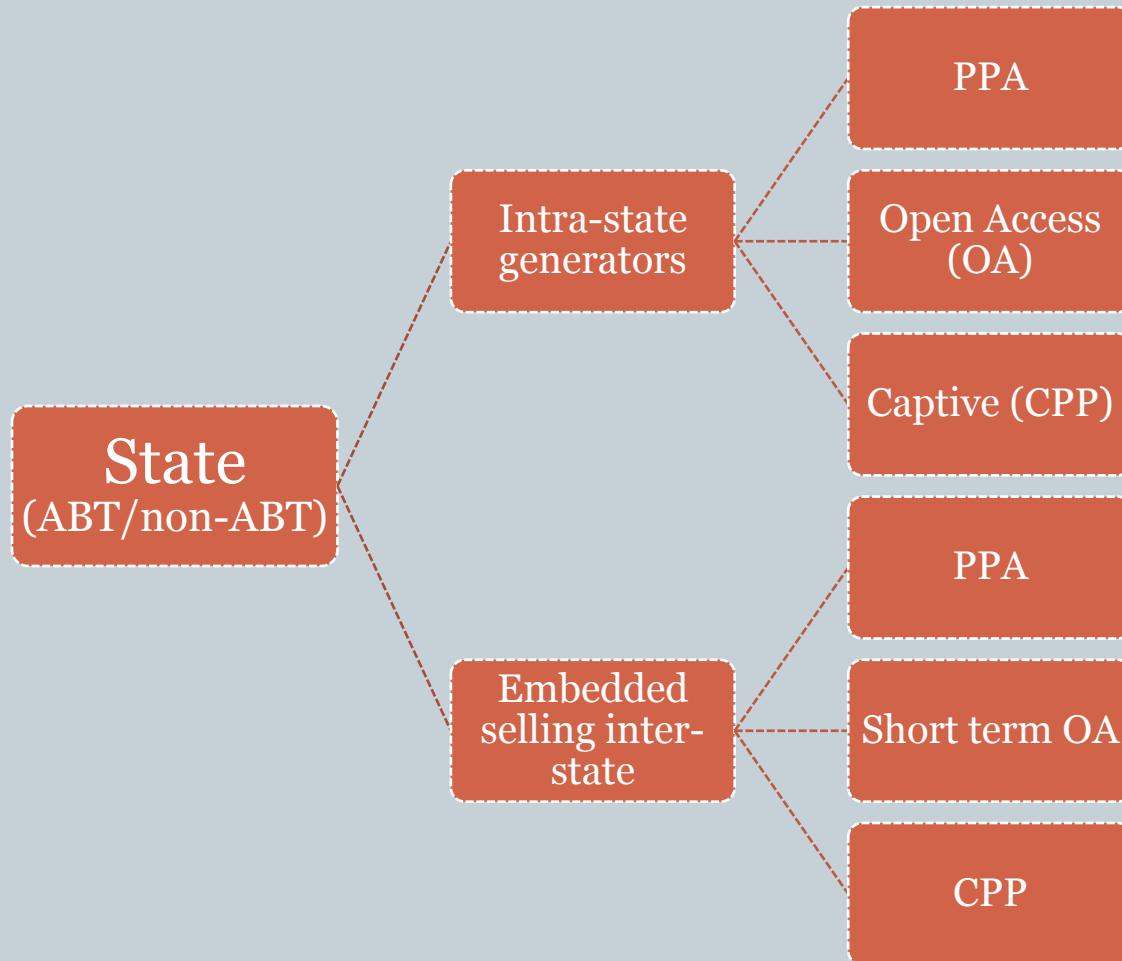 State
(ABT/non-ABT)
Intra-state
generators
PPA
Open Access
(OA)
Captive (CPP)
Embedded
selling inter-
state
PPA
Short term OA
CPP